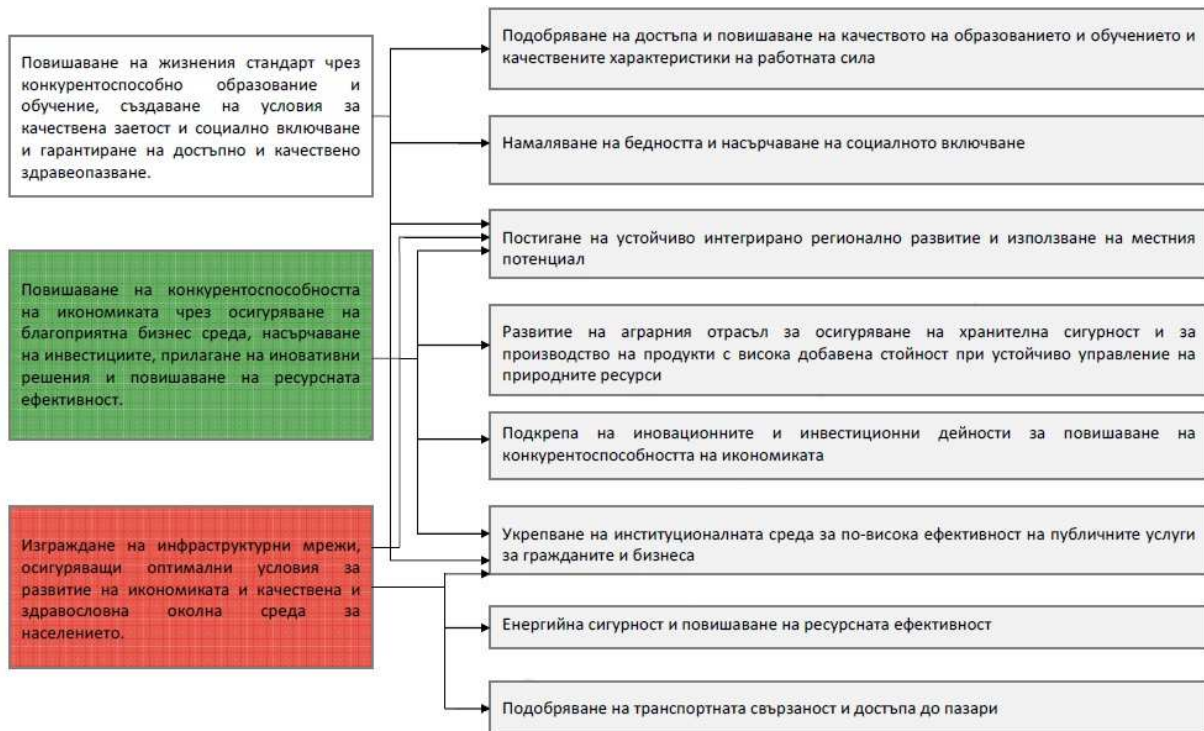 Повишаване на жизнения стандарт чрез
конкурентоспособно образование и
обучение, създаване на условия за
качествена заетост и социално включване
и гарантиране на достъпно и качествено
здравеопазване.
Повишаване на конкурентоспособността
на икономиката чрез осигуряване на
благоприятна бизнес среда, насърчаване
на инвестициите, прилагане на иновативни
решения и повишаване на ресурсната
ефективност.
Изграждане на инфраструктурни мрежи,
осигуряващи оптимални условия за
развитие на икономиката и качествена и
здравословна околна среда за
населението.
Подобряване на достъпа и повишаване на качеството на образованието и обучението и
качествените характеристики на работната сила
Намаляване на бедността и насърчаване на социалното включване
Постигане на устойчиво интегрирано регионално развитие и използване на местния
потенциал
Развитие на аграрния отрасъл за осигуряване на хранителна сигурност и за
производство на продукти с висока добавена стойност при устойчиво управление на
природните ресурси
Подкрепа на иновационните и инвестиционни дейности за повишаване на
конкурентоспособността на икономиката
Укрепване на институционалната среда за по-висока ефективност на публичните услуги
за гражданите и бизнеса
Енергийна сигурност и повишаване на ресурсната ефективност
Подобряване на транспортната свързаност и достъпа до пазари